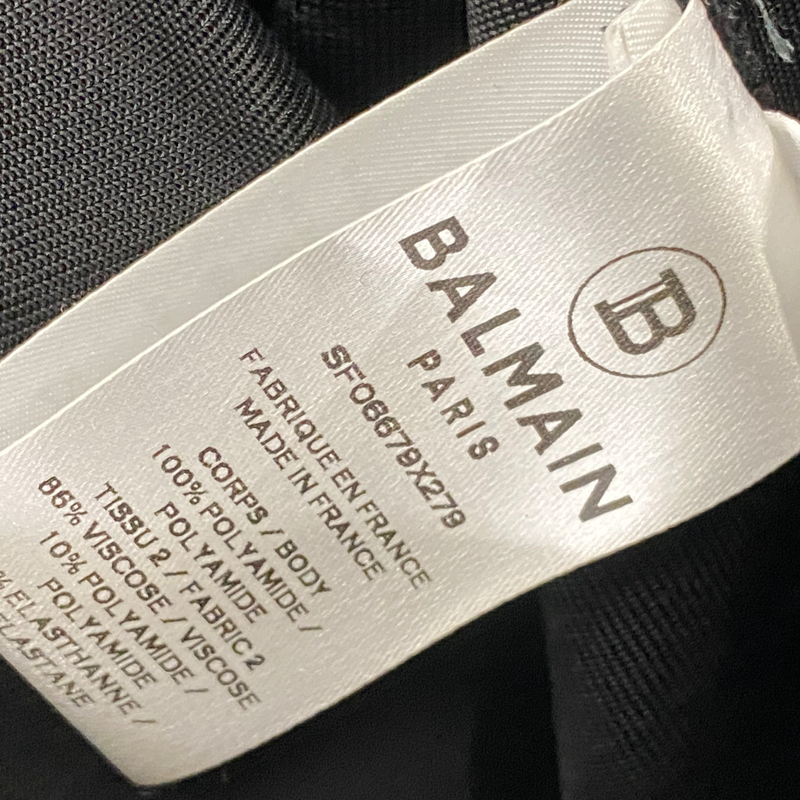 B
BALMAIN
PARIS
SF06679X279
FABRIQUE EN FRANCE
MADE IN FRANCE
CORPS / BODY
100% POLYAMIDE /
POLYAMIDE
TISSU 2 / FABRIC 2
86% VISCOSE / VISCOSE
10% POLYAMIDE /
POLYAMIDE
% ELASTHANNE /
ELASTANE